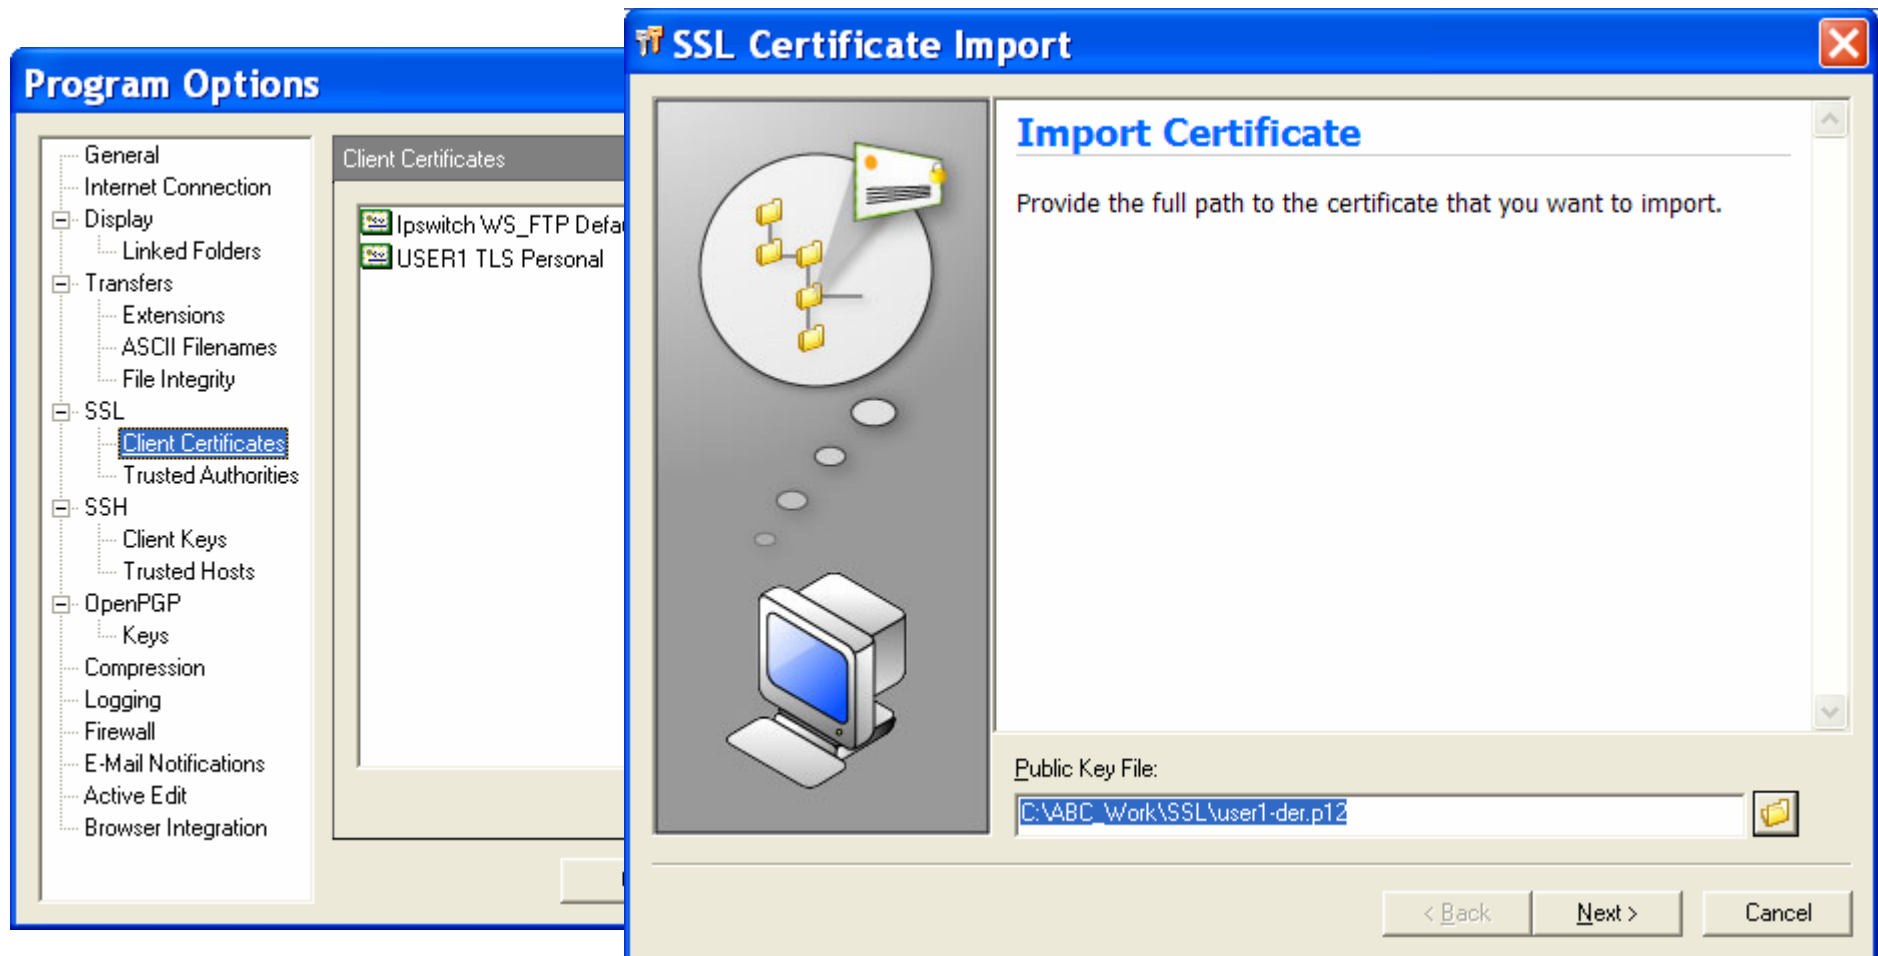 Program Options
General
Internet Connection
Display
Linked Folders
Transfers
Extensions
ASCII Filenames
File Integrity
SSL
Client Certificates
Trusted Authorities
SSH
Client Keys
Trusted Hosts
OpenPGP
Keys
Compression
Logging
Firewall
E-Mail Notifications
Active Edit
Browser Integration
Client Certificates
Ipswitch WS_FTP
USER1 TLS Personal
SSL Certificate Import
Import Certificate
Provide the full path to the certificate that you want to import.
Public Key File:
C:\ABC_Work\SSL\user1-der.p12
< Back
Next >
Cancel